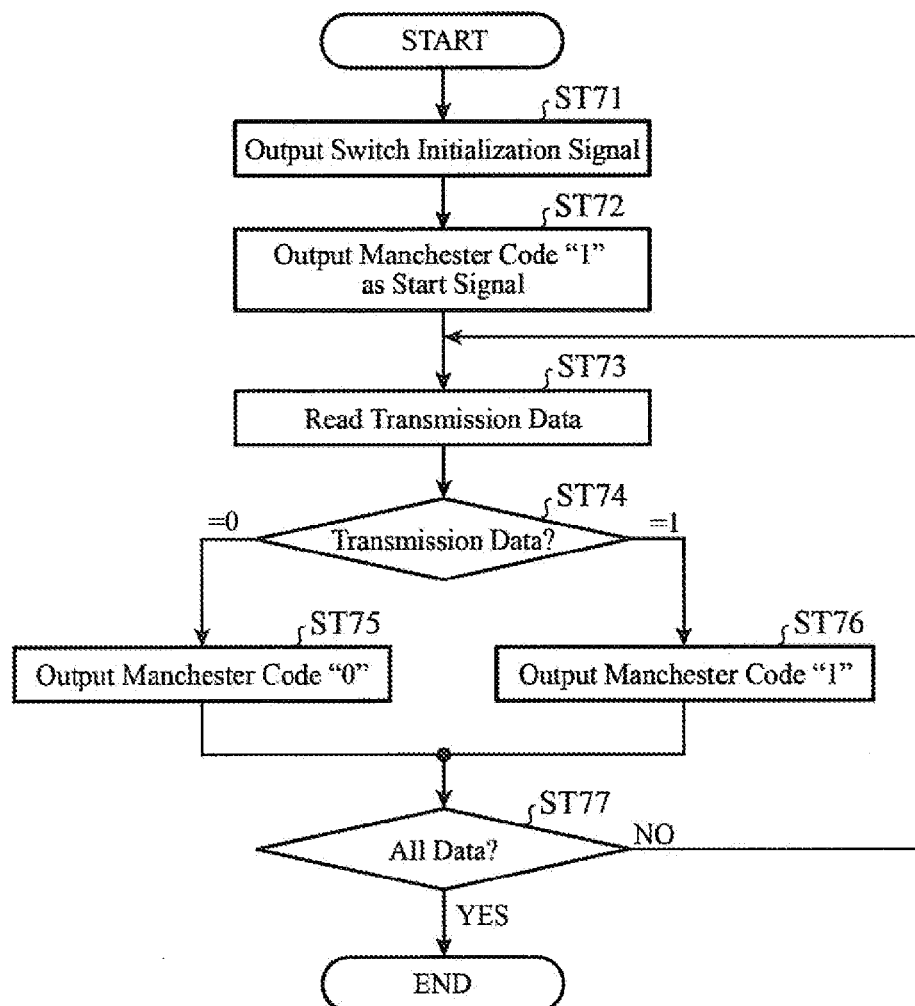 START
ST71
Output Switch Initialization Signal
ST72
Output Manchester Code “1”
as Start Signal
ST73
Read Transmission Data
ST74
=0
Transmission Data?
=1
ST75
Output Manchester Code “0”
ST76
Output Manchester Code “1”
ST77
All Data?
NO
YES
END